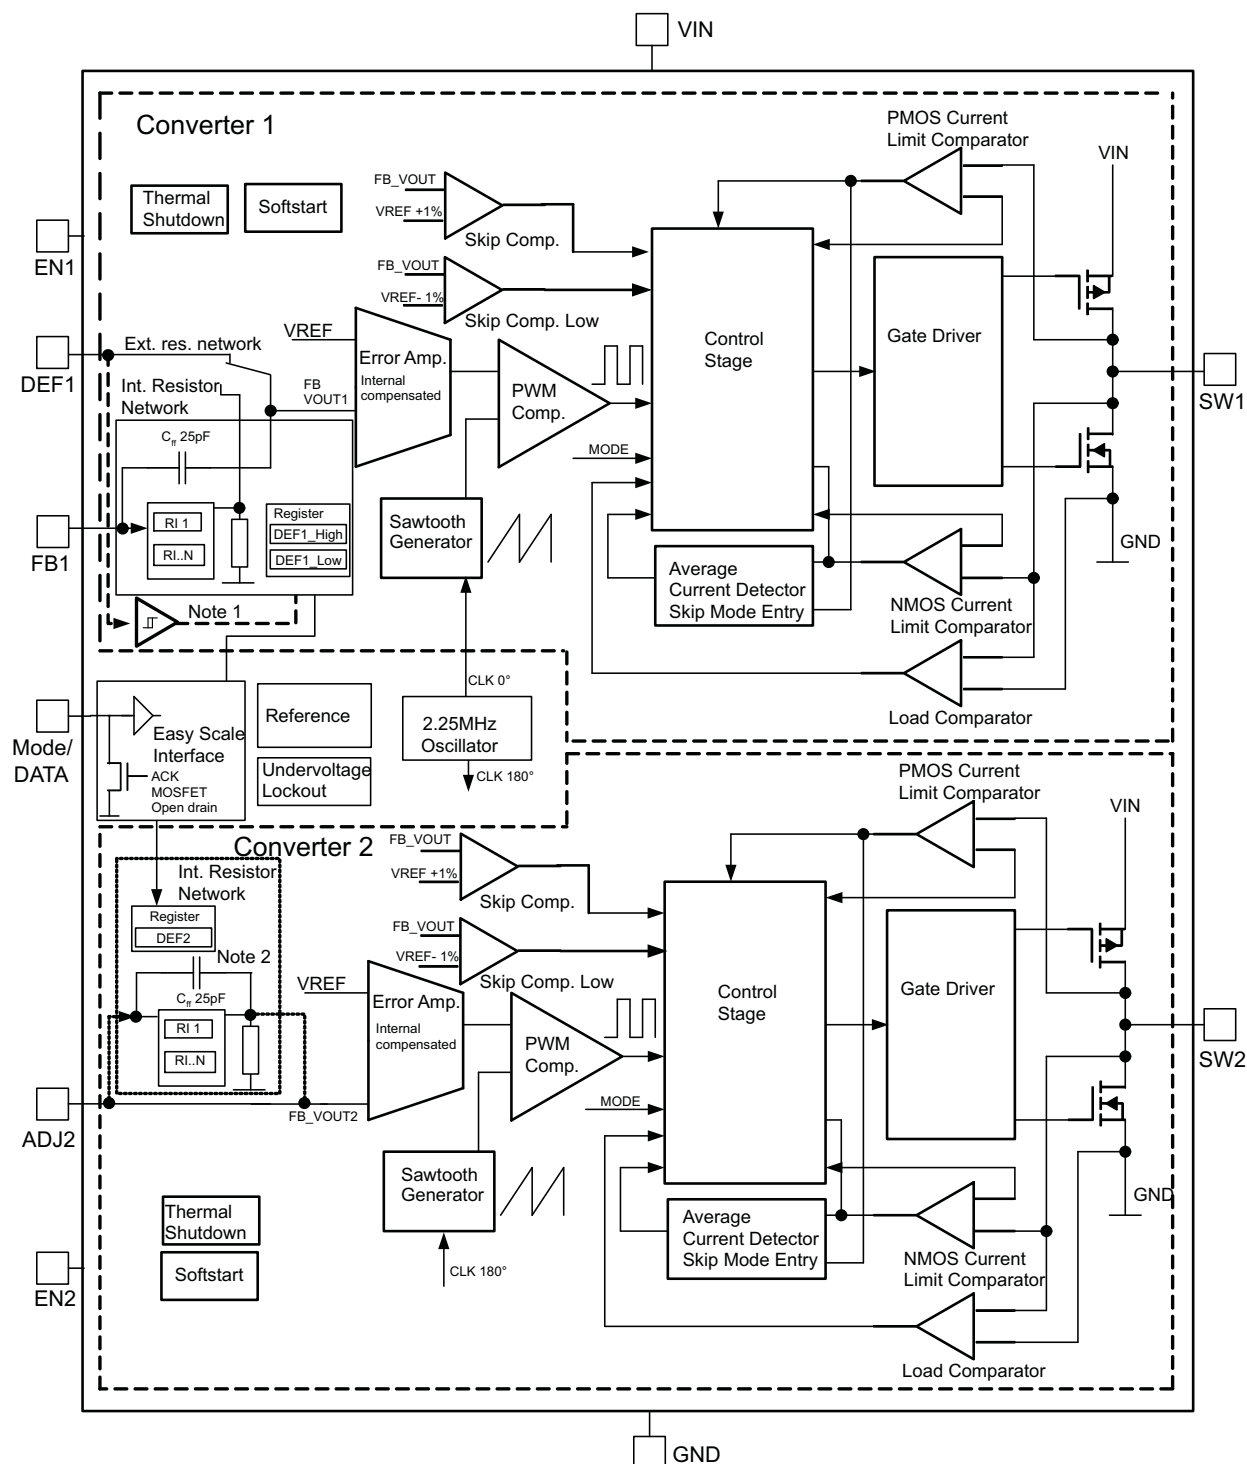 VIN
Converter 1
PMOS Current
Limit Comparator
VIN
Thermal
Shutdown
Softstart
FB_VOUT
VREF +1%
Skip Comp.
EN1
FB_VOUT
VREF- 1%
Skip Comp. Low
VREF
Error Amp.
Internal
compensated
Control
Stage
Gate Driver
Ext. res. network
DEF1
Int. Resistor
Network
FB
VOUT1
PWM
Comp.
SW1
Cff 25pF
MODE
RI 1
RI..N
Register
DEF1_High
DEF1_Low
FB1
Sawtooth
Generator
GND
Average
Current Detector
Skip Mode Entry
NMOS Current
Limit Comparator
Note 1
CLK 0°
Load Comparator
Mode/
DATA
Easy Scale
Interface
ACK
MOSFET
Open drain
Reference
Undervoltage
Lockout
2.25MHz
Oscillator
CLK 180°
PMOS Current
Limit Comparator
VIN
Converter 2
FB_VOUT
VREF +1%
Skip Comp.
Int. Resistor
Network
Register
DEF2
Note 2
FB_VOUT
VREF- 1%
Skip Comp. Low
VREF
Error Amp.
Internal
compensated
Control
Stage
Gate Driver
Cff 25pF
RI 1
RI..N
PWM
Comp.
SW2
MODE
ADJ2
FB_VOUT2
Sawtooth
Generator
GND
Thermal
Shutdown
Softstart
Average
Current Detector
Skip Mode Entry
NMOS Current
Limit Comparator
EN2
CLK 180°
Load Comparator
GND